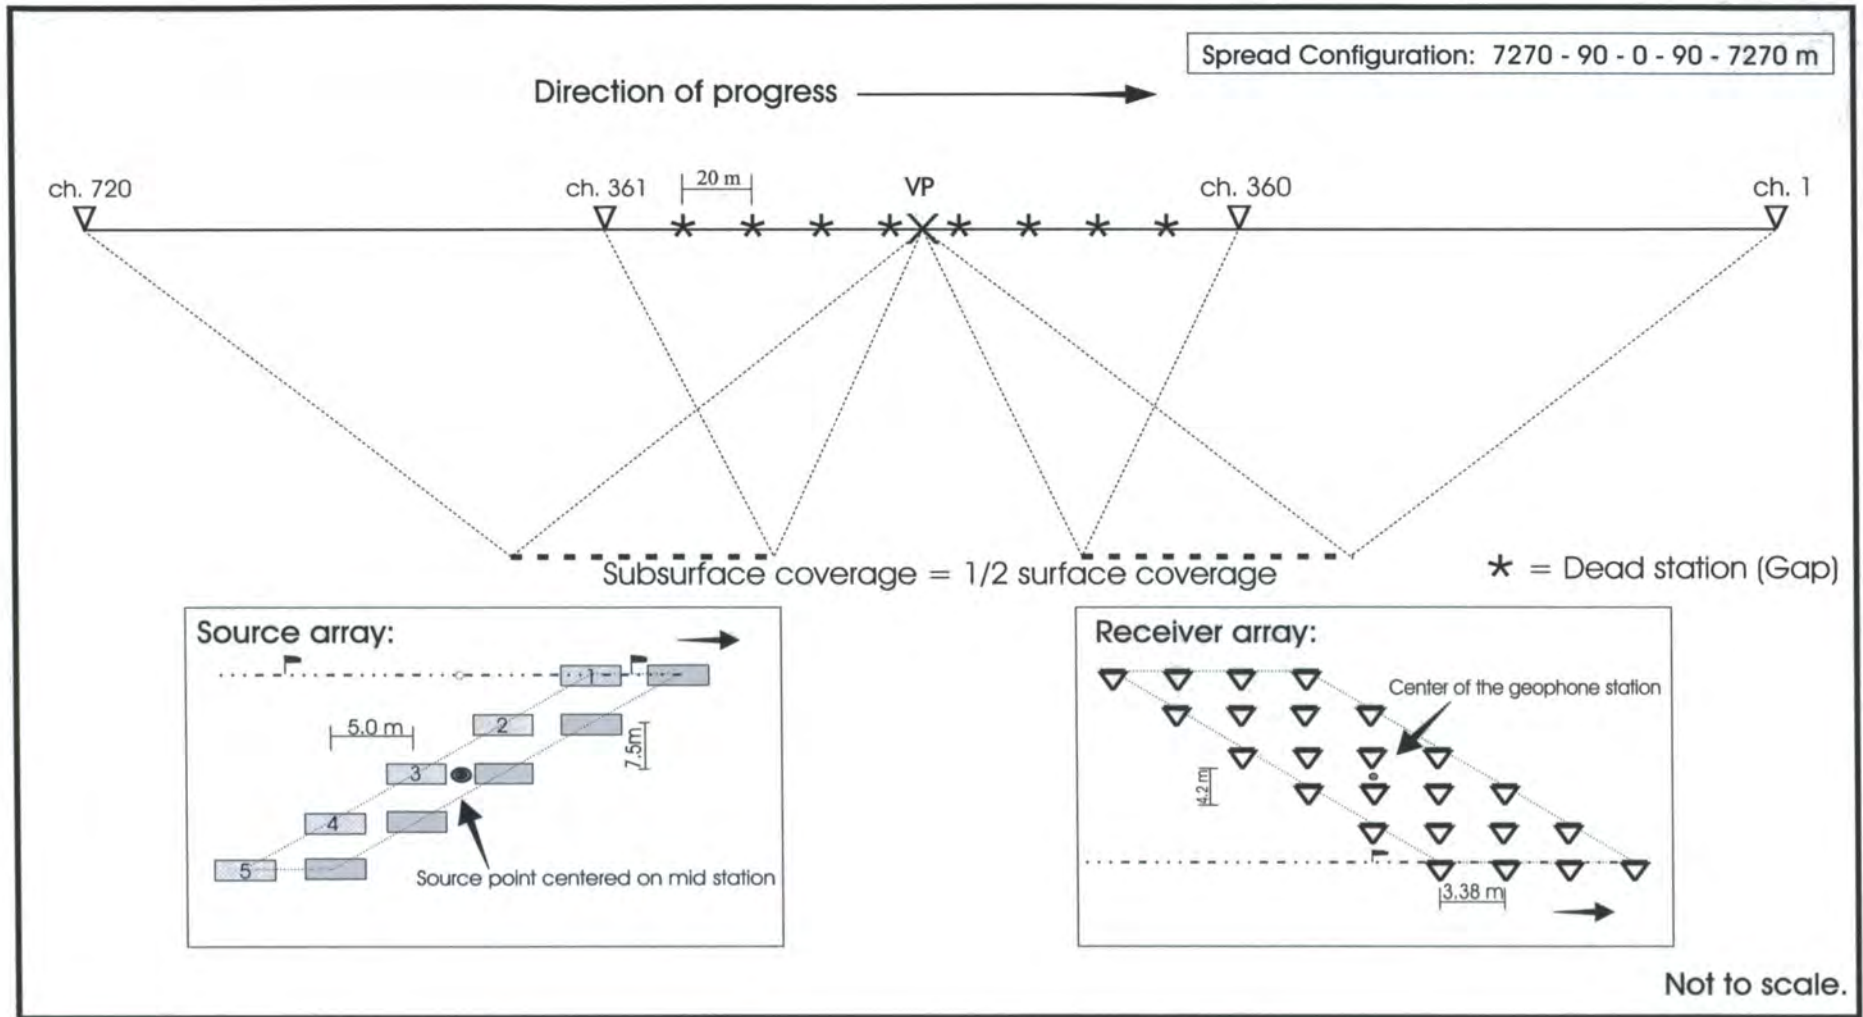 Spread Configuration: 7270 - 90 - 0 - 90 - 7270 m
Direction of progress
ch. 720
ch. 361
20 m
VP
ch. 360
ch. 1
Subsurface coverage = 1/2 surface coverage
* = Dead station (Gap)
Source array:
1
2
5.0 m
7.5m
3
4
5
Source point centered on mid station
Receiver array:
Center of the geophone station
4.2 m
3.38 m
Not to scale.